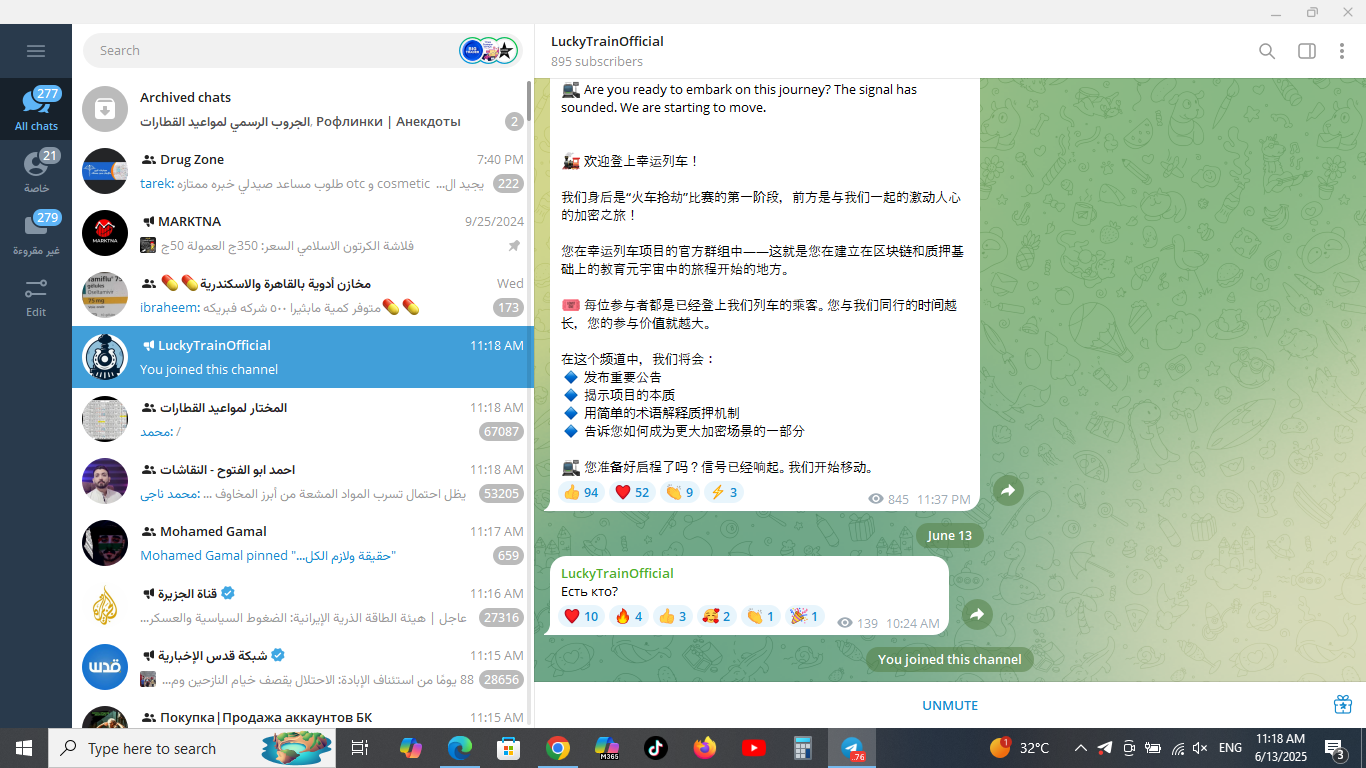 277
All chats
21
خاصة
279
غير مقروءة
Edit
Search
Archived chats
الجروب الرسمي لمواعيد القطارات, Рофлинки | Анекдоты
2
Drug Zone
7:40 PM
tarek: طلوب مساعد صيدلي خبره ممتازه otc و cosmetic يجيد ال...
222
MARKTNA
9/25/2024
فلاشة الكرتون الاسلامي السعر: 350ج العمولة 50ج
مخازن أدوية بالقاهرة والاسكندرية
Wed
ibraheem: متوفر كمية مابثيرا ٥٠٠ شركه فبريكه
173
LuckyTrainOfficial
11:18 AM
You joined this channel
المختار لمواعيد القطارات
11:18 AM
محمد: /
67087
احمد ابو الفتوح - النقاشات
11:18 AM
محمد ناجى: ... يظل احتمال تسرب المواد المشعة من أبرز المخاوف
53205
Mohamed Gamal
11:17 AM
Mohamed Gamal pinned "حقيقة ولازم الكل..."
659
قناة الجزيرة
11:16 AM
عاجل | هيئة الطاقة الذرية الإيرانية: الضغوط السياسية والعسكر...
27316
شبكة قدس الإخبارية
11:15 AM
88 يومًا من استئناف الإبادة: الاحتلال يقصف خيام النازحين وم...
28656
Покупка|Продажа аккаунтов БК
11:15 AM
LuckyTrainOfficial
895 subscribers
Are you ready to embark on this journey? The signal has
sounded. We are starting to move.
欢迎登上幸运列车！
我们身后是“火车抢劫”比赛的第一阶段，前方是与我们一起的激动人心
的加密之旅！
您在幸运列车项目的官方群组中——这就是您在建立在区块链和质押基
础上的教育元宇宙中的旅程开始的地方。
每位参与者都是已经登上我们列车的乘客。您与我们同行的时间越
长，您的参与价值就越大。
在这个频道中，我们将会：
发布重要公告
揭示项目的本质
用简单的术语解释质押机制
告诉您如何成为更大加密场景的一部分
您准备好启程了吗？信号已经响起。我们开始移动。
94 52 9 3
845 11:37 PM
June 13
LuckyTrainOfficial
Есть кто?
10 4 3 2 1 1
139 10:24 AM
You joined this channel
UNMUTE
Type here to search
M365
..76
1
32°C
ENG
11:18 AM
6/13/2025
3